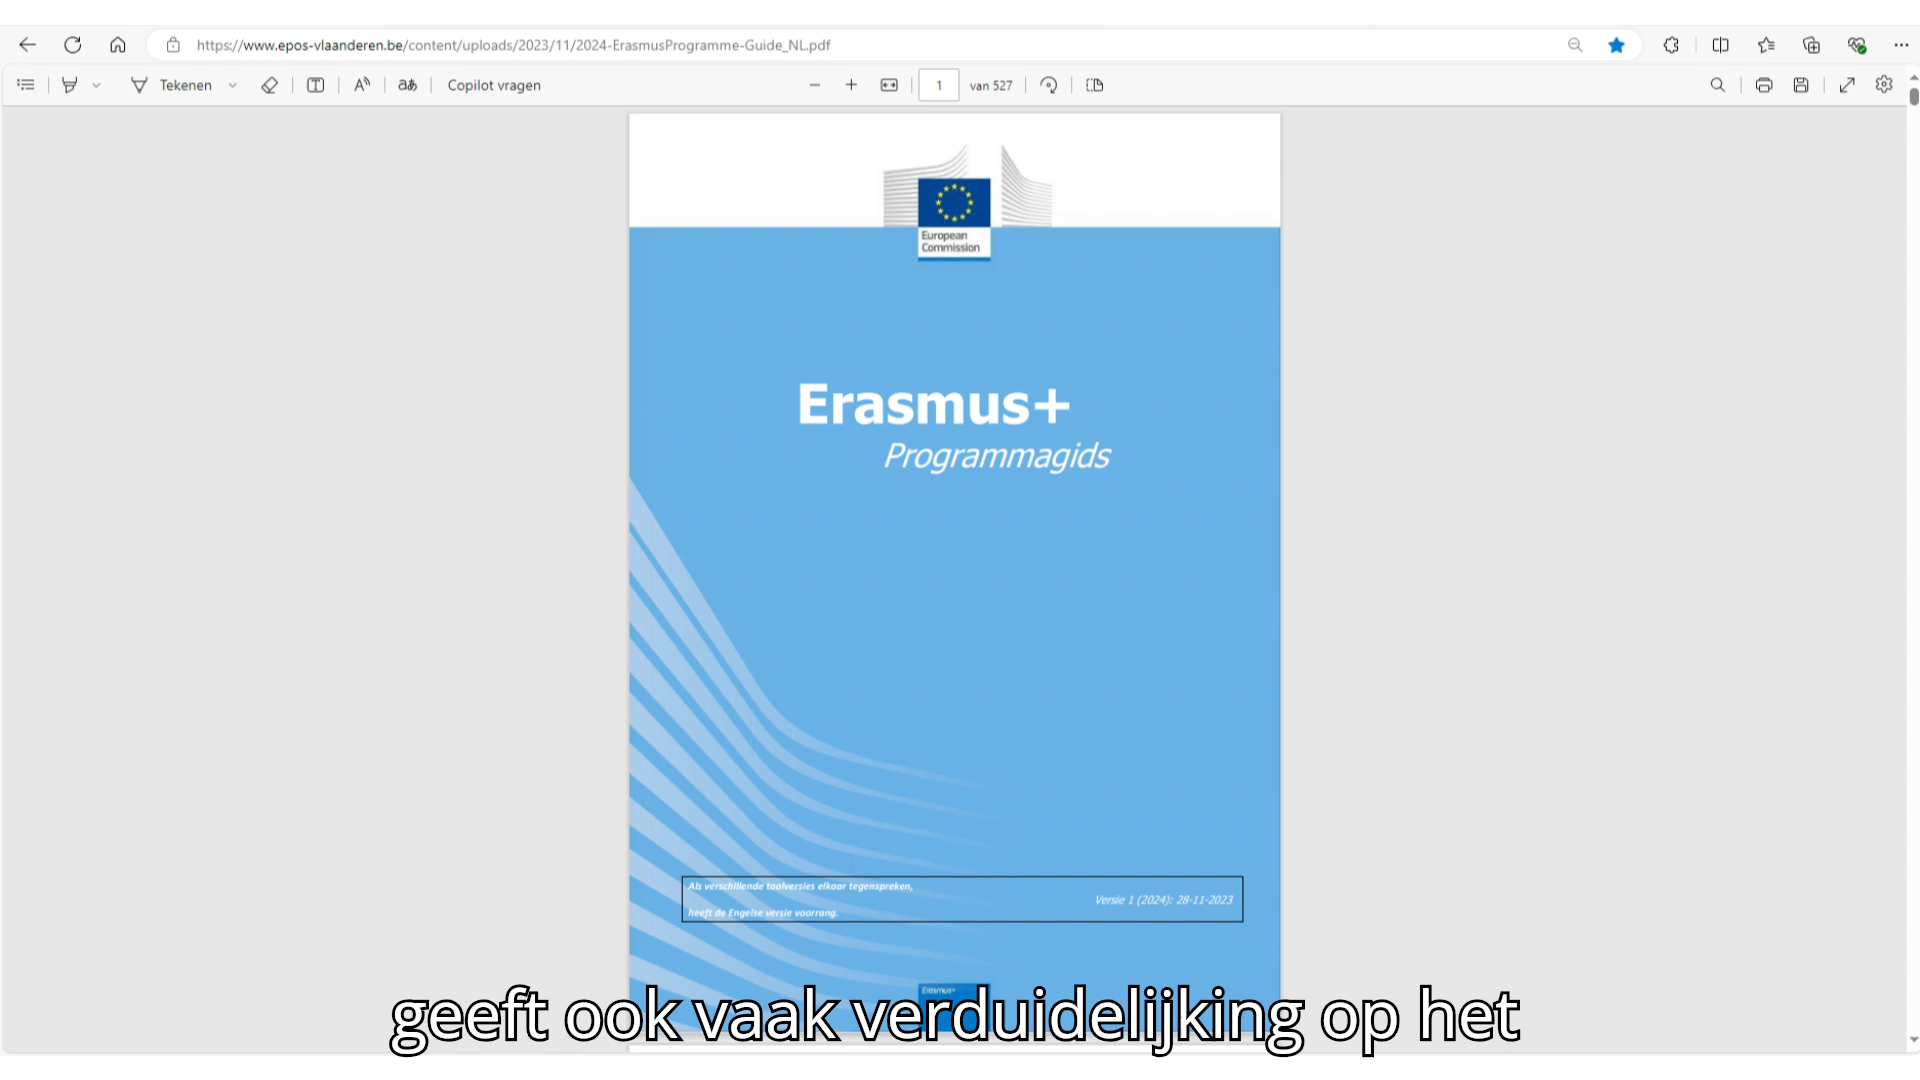 https://www.epos-vlaanderen.be/content/uploads/2023/11/2024-ErasmusProgramme-Guide_NL.pdf
Tekenen
Copilot vragen
1
van 527
European
Commission
Erasmus+
Programmagids
Als verschillende taalversies elkaar tegenspreken,
heeft de Engelse versie voorrang.
Versie 1 (2024): 28-11-2023
Erasmus+
geeft ook vaak verduidelijking op het